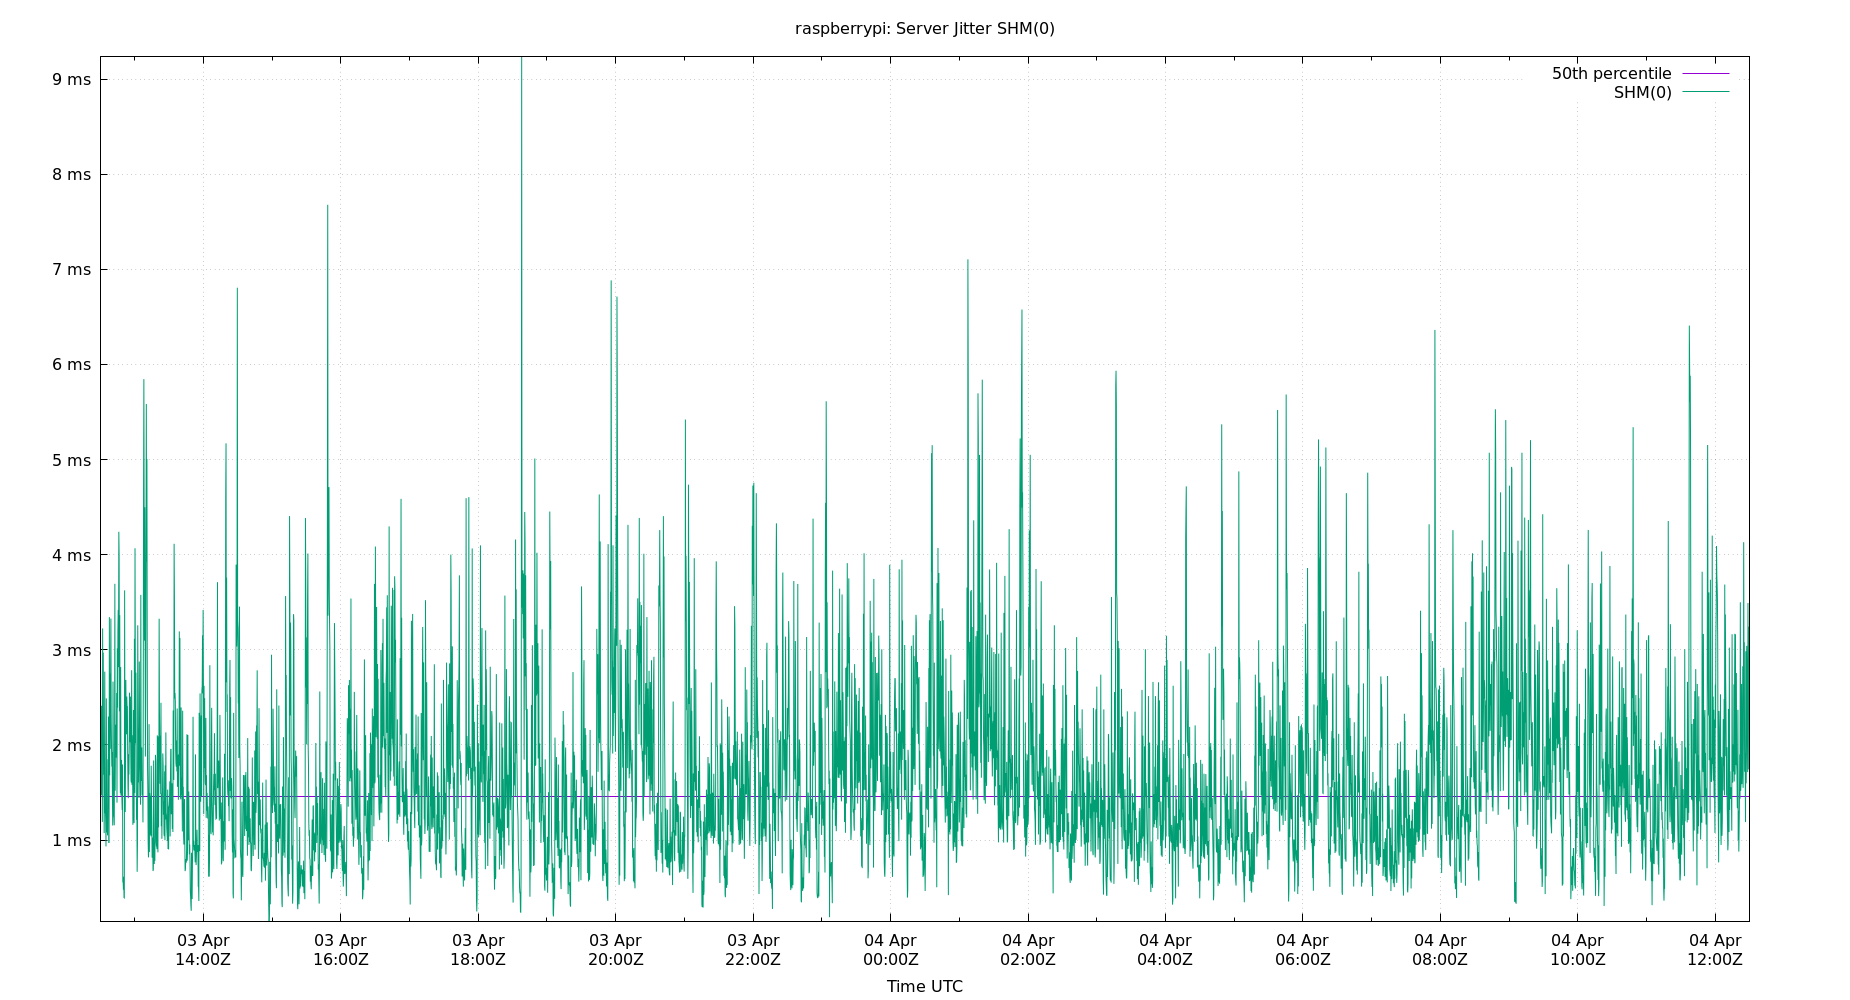 raspberrypi: Server Jitter SHM(0)
50th percentile
SHM(0)
9 ms
8 ms
7 ms
6 ms
5 ms
4 ms
3 ms
2 ms
1 ms
03 Apr 03 Apr 03 Apr 03 Apr 03 Apr 04 Apr 04 Apr 04 Apr 04 Apr 04 Apr 04 Apr 04 Apr
14:00Z 16:00Z 18:00Z 20:00Z 22:00Z 00:00Z 02:00Z 04:00Z 06:00Z 08:00Z 10:00Z 12:00Z
Time UTC